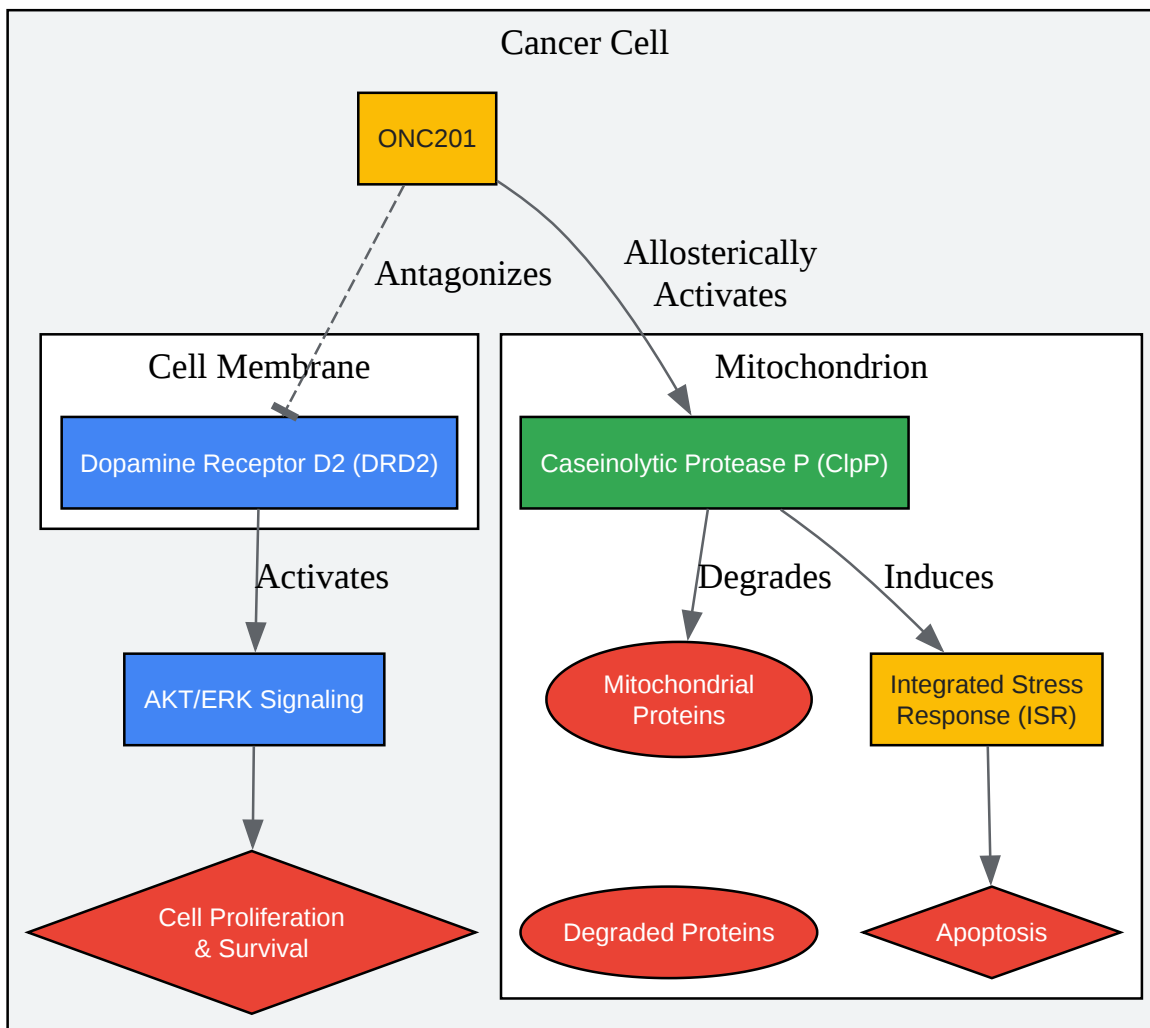 Cancer Cell
ONC201
Antagonizes
Allosterically
Activates
Cell Membrane
Mitochondrion
Dopamine Receptor D2 (DRD2)
Caseinolytic Protease P (ClpP)
Activates
Degrades
Induces
AKT/ERK Signaling
Mitochondrial
Proteins
Integrated Stress
Response (ISR)
Cell Proliferation
& Survival
Degraded Proteins
Apoptosis